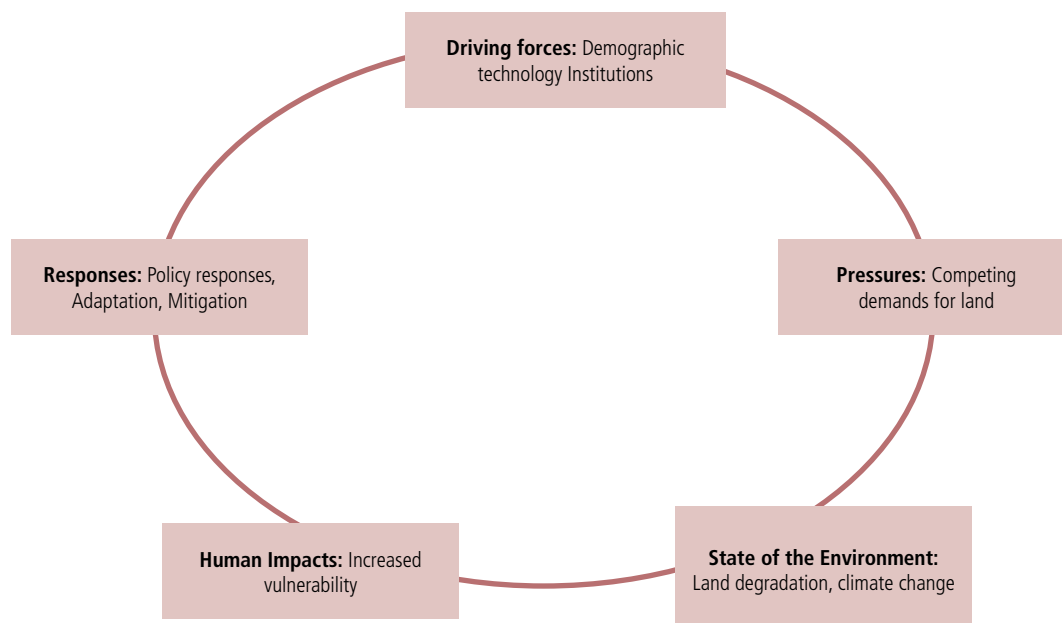 Driving forces: Demographic
technology Institutions
Pressures: Competing
demands for land
State of the Environment:
Land degradation, climate change
Human Impacts: Increased
vulnerability
Responses: Policy responses,
Adaptation, Mitigation